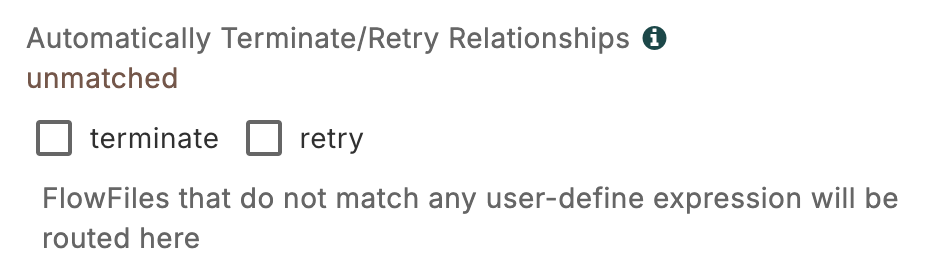 Automatically Terminate/Retry Relationships
unmatched
terminate retry
FlowFiles that do not match any user-define expression will be
routed here